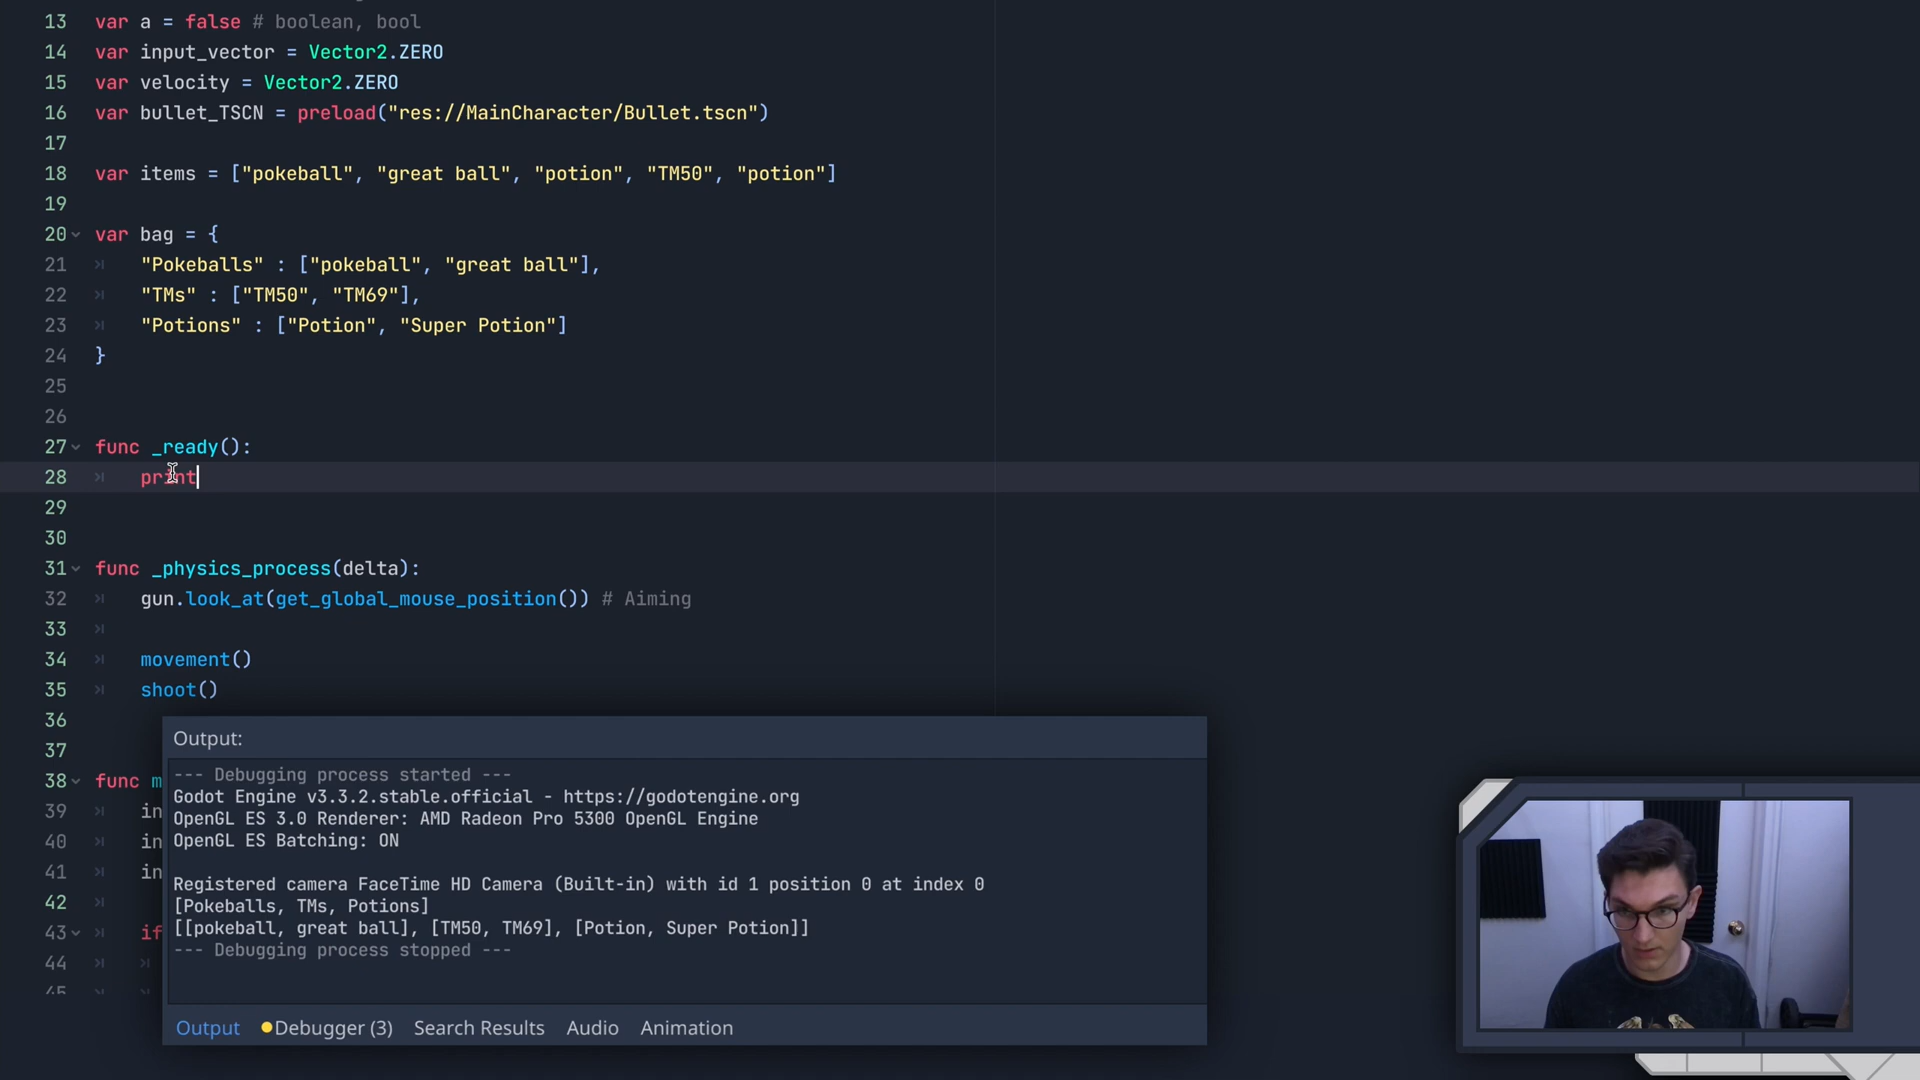 13 var a = false # boolean, bool
14 var input_vector = Vector2.ZERO
15 var velocity = Vector2.ZERO
16 var bullet_TSCN = preload("res://MainCharacter/Bullet.tscn")
17
18 var items = ["pokeball", "great ball", "potion", "TM50", "potion"]
19
20 var bag = {
21 "Pokeballs" : ["pokeball", "great ball"],
22 "TMs" : ["TM50", "TM69"],
23 "Potions" : ["Potion", "Super Potion"]
24 }
25
26
27 func _ready():
28 print
29
30
31 func _physics_process(delta):
32 gun.look_at(get_global_mouse_position()) # Aiming
33
34 movement()
35 shoot()
36
37
38 func m
39 in
40 in
41 in
42
43 if
44
45
Output:
--- Debugging process started ---
Godot Engine v3.3.2.stable.official - https://godotengine.org
OpenGL ES 3.0 Renderer: AMD Radeon Pro 5300 OpenGL Engine
OpenGL ES Batching: ON
Registered camera FaceTime HD Camera (Built-in) with id 1 position 0 at index 0
[Pokeballs, TMs, Potions]
[[pokeball, great ball], [TM50, TM69], [Potion, Super Potion]]
--- Debugging process stopped ---
Output Debugger (3) Search Results Audio Animation